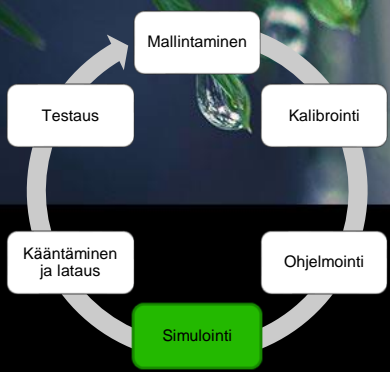 Mallintaminen
Kalibrointi
Ohjelmointi
Simulointi
Kääntäminen
ja lataus
Testaus